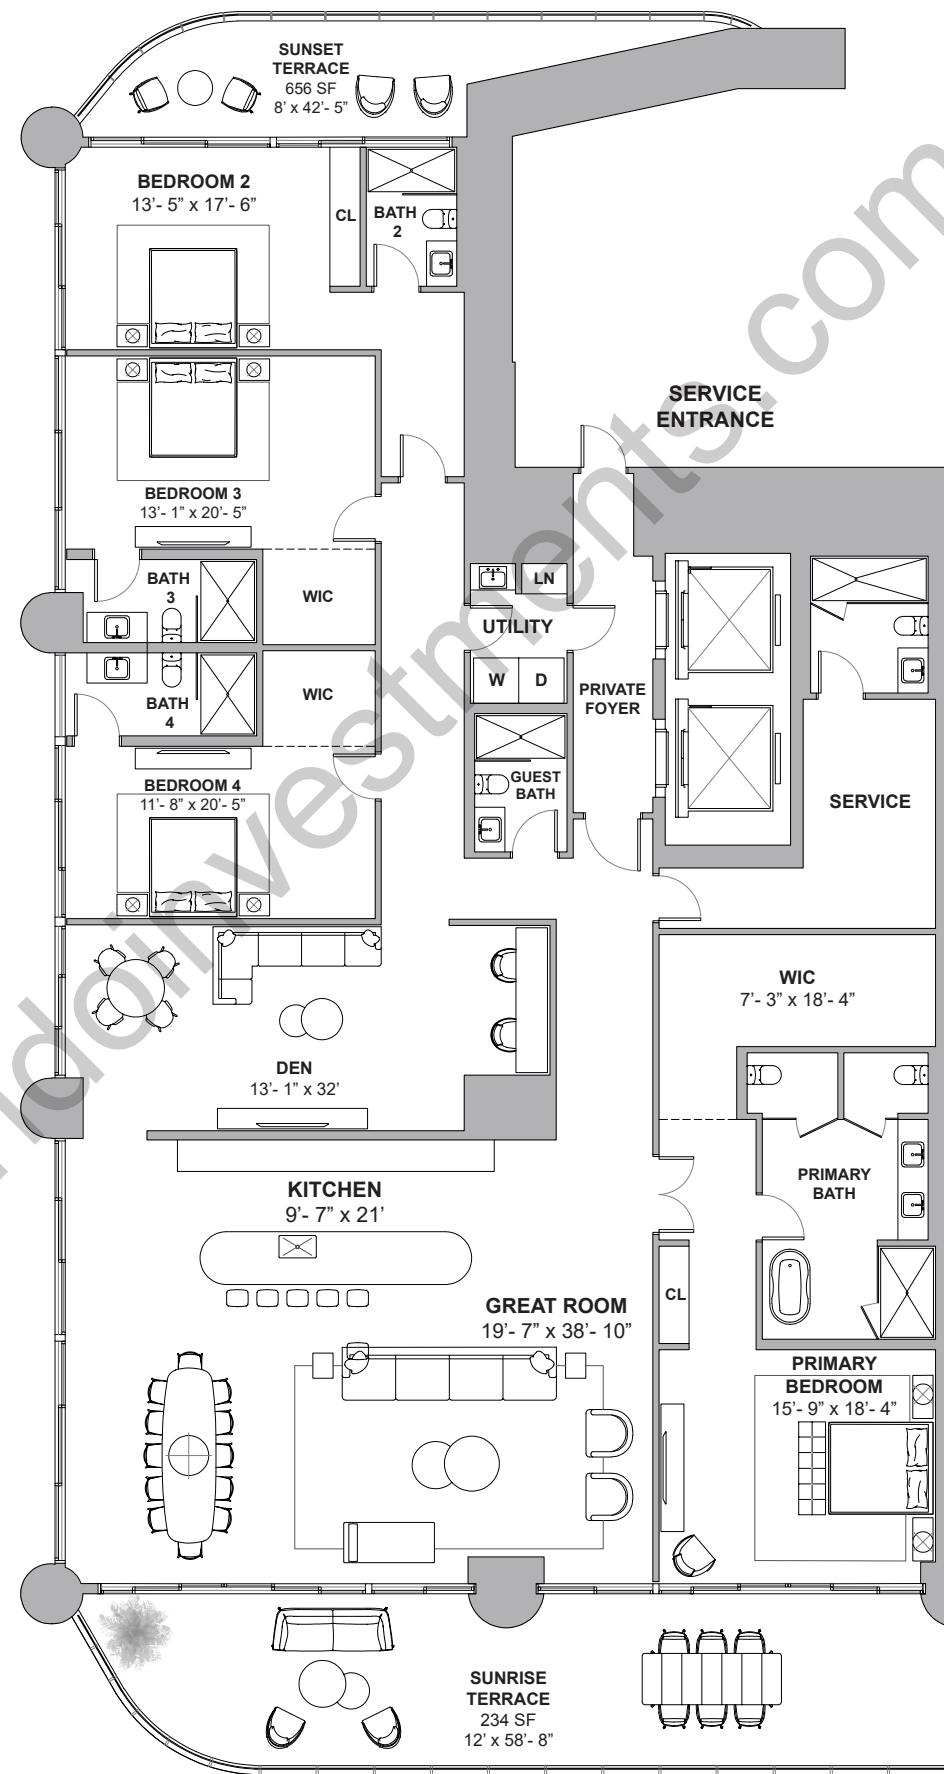 SUNSET
TERRACE
656 SF
8’ x 42’- 5”
BEDROOM 2
13’- 5” x 17’- 6”
CL
BATH
2
SERVICE
ENTRANCE
BEDROOM 3
13’- 1” x 20’- 5”
BATH
3
WIC
LN
UTILITY
W
D
PRIVATE
FOYER
WIC
BATH
4
GUEST
BATH
BEDROOM 4
11’- 8” x 20’- 5”
SERVICE
WIC
7’- 3” x 18’- 4”
DEN
13’- 1” x 32’
PRIMARY
BATH
KITCHEN
9’- 7” x 21’
CL
GREAT ROOM
19’- 7” x 38’- 10”
PRIMARY
BEDROOM
15’- 9” x 18’- 4”
SUNRISE
TERRACE
234 SF
12’ x 58’- 8”
doinvestments.com